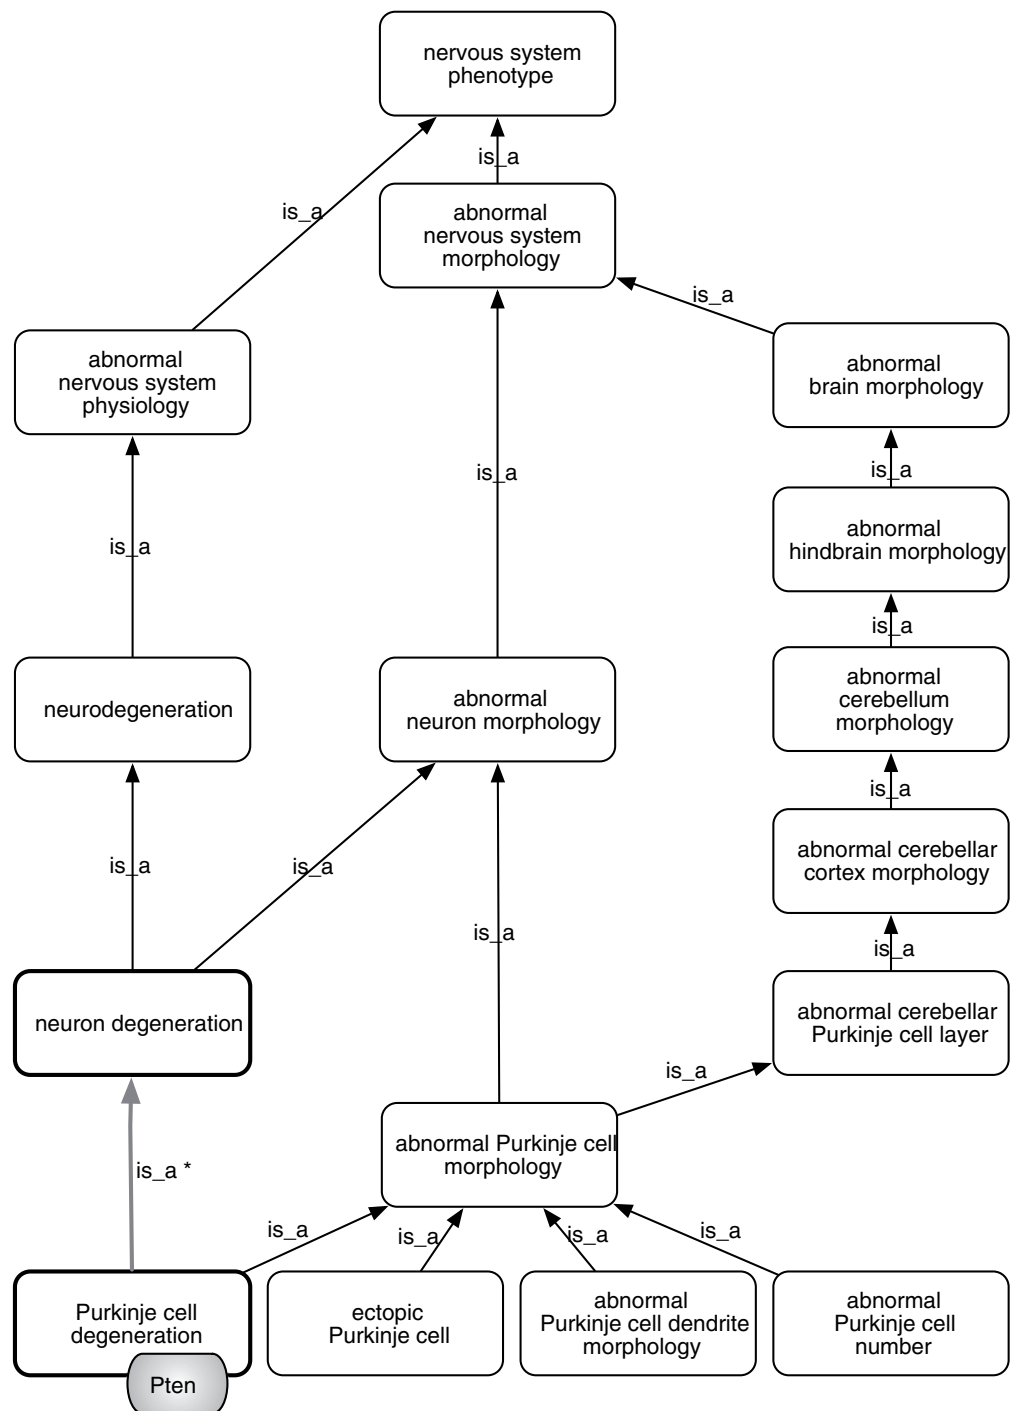 nervous system
phenotype
is_a
is_a
abnormal
nervous system
morphology
is_a
abnormal
nervous system
physiology
abnormal
brain morphology
is_a
is_a
abnormal
hindbrain morphology
is_a
is_a
neurodegeneration
abnormal
neuron morphology
abnormal
cerebellum
morphology
is_a
is_a
is_a
abnormal cerebellar
cortex morphology
is_a
is_a
neuron degeneration
abnormal cerebellar
Purkinje cell layer
is_a
abnormal Purkinje cell
morphology
is_a *
is_a
is_a
is_a
is_a
Purkinje cell
degeneration
ectopic
Purkinje cell
abnormal
Purkinje cell dendrite
morphology
abnormal
Purkinje cell
number
Pten